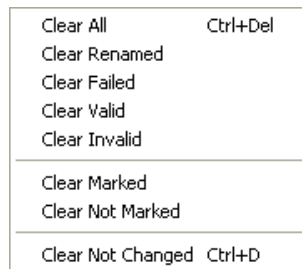 Clear All Ctrl+Del
Clear Renamed
Clear Failed
Clear Valid
Clear Invalid
Clear Marked
Clear Not Marked
Clear Not Changed Ctrl+D